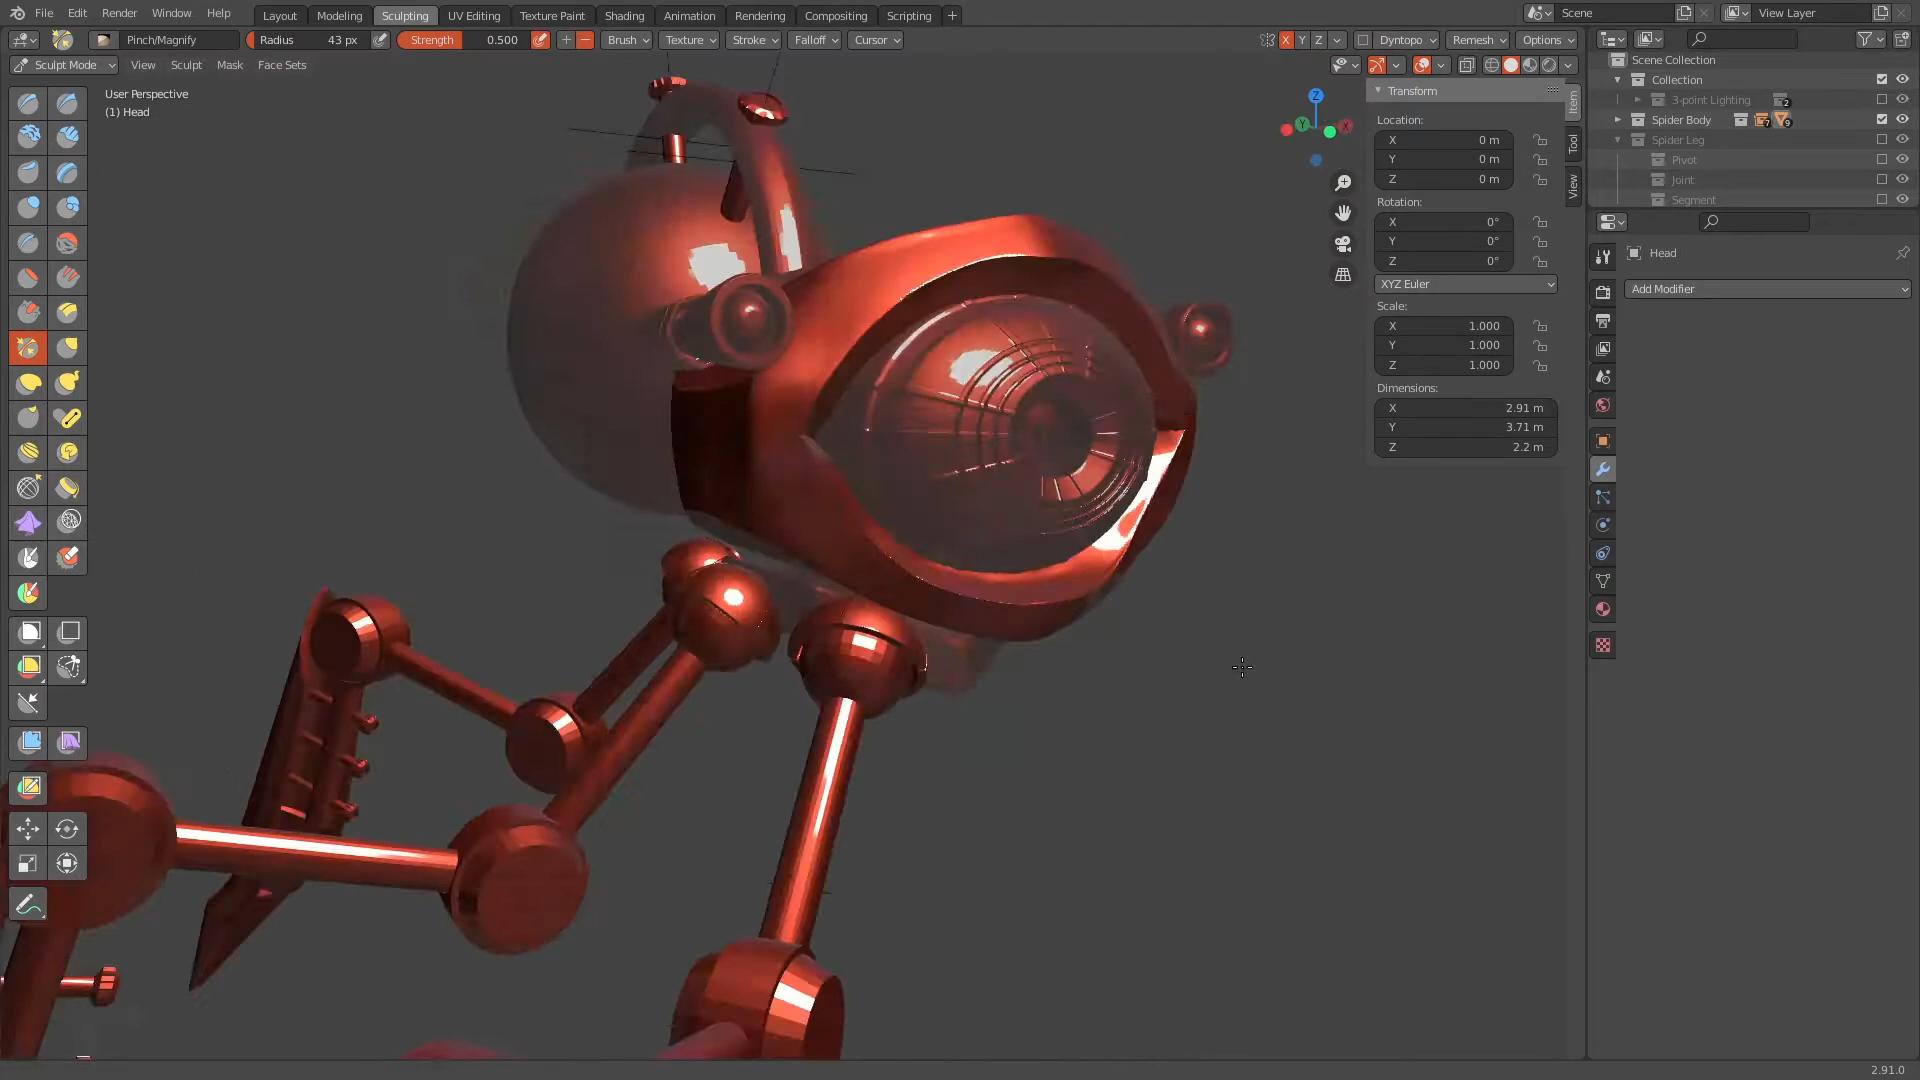 File Edit Render Window Help Layout Modeling Sculpting UV Editing Texture Paint Shading Animation Rendering Compositing Scripting + Scene View Layer
Pinch/Magnify Radius 43 px Strength 0.500 Brush Texture Stroke Falloff Cursor X Y Z Dyntopo Remesh Options
Sculpt Mode View Sculpt Mask Face Sets
User Perspective
(1) Head
Z
Y
X
Transform
Location:
X 0 m
Y 0 m
Z 0 m
Rotation:
X 0°
Y 0°
Z 0°
XYZ Euler
Scale:
X 1.000
Y 1.000
Z 1.000
Dimensions:
X 2.91 m
Y 3.71 m
Z 2.2 m
Item
Tool
View
Scene Collection
Collection
3-point Lighting 2
Spider Body 7 9
Spider Leg
Pivot
Joint
Segment
Head
Add Modifier
2.91.0